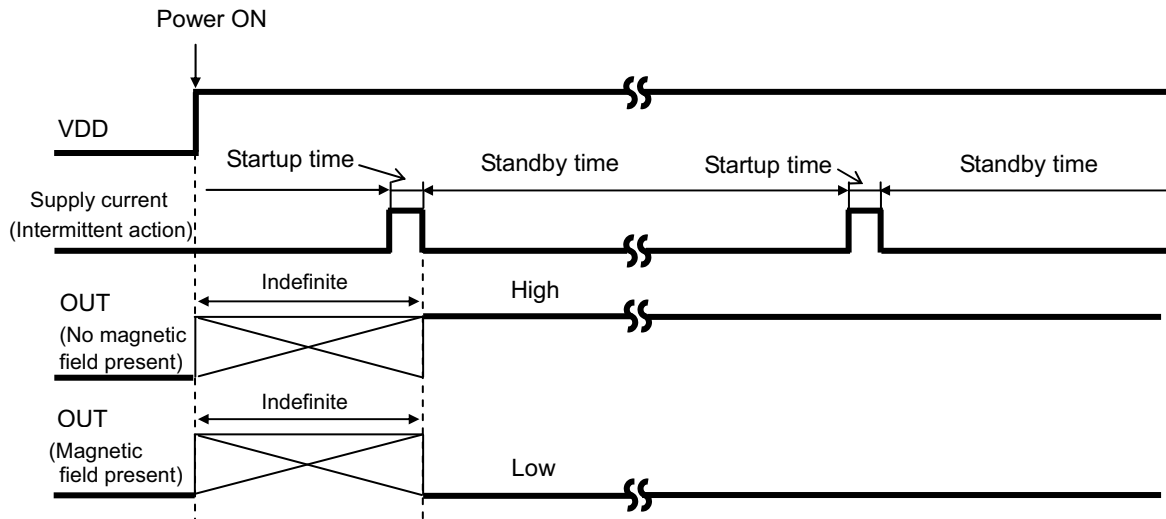 Power ON
VDD
Startup time
Standby time
Startup time
Standby time
Supply current
(Intermittent action)
Indefinite
High
OUT
(No magnetic
field present)
Indefinite
OUT
(Magnetic
field present)
Low